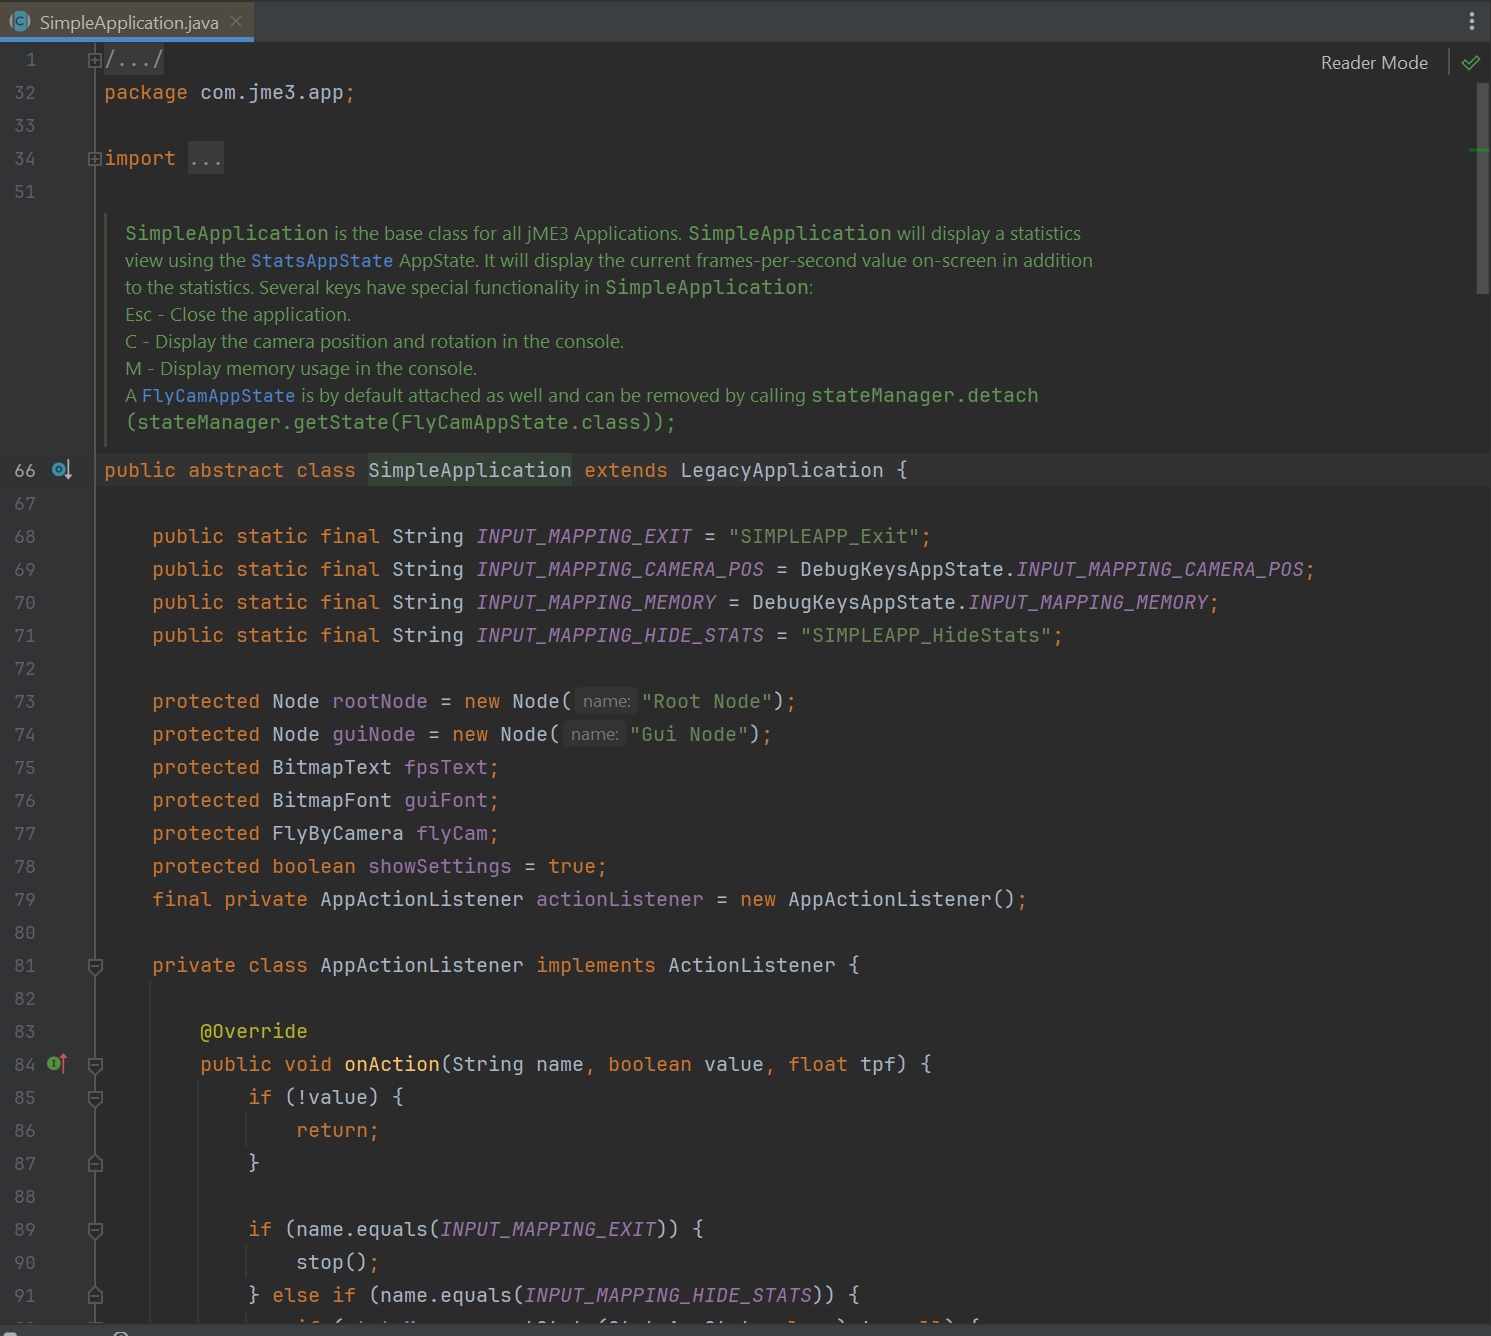 SimpleApplication.java
Reader Mode
1 /.../
32 package com.jme3.app;
33
34 import ...
51
SimpleApplication is the base class for all jME3 Applications. SimpleApplication will display a statistics
view using the StatsAppState AppState. It will display the current frames-per-second value on-screen in addition
to the statistics. Several keys have special functionality in SimpleApplication:
Esc - Close the application.
C - Display the camera position and rotation in the console.
M - Display memory usage in the console.
A FlyCamAppState is by default attached as well and can be removed by calling stateManager.detach
(stateManager.getState(FlyCamAppState.class));
66 public abstract class SimpleApplication extends LegacyApplication {
67
68 public static final String INPUT_MAPPING_EXIT = "SIMPLEAPP_Exit";
69 public static final String INPUT_MAPPING_CAMERA_POS = DebugKeysAppState.INPUT_MAPPING_CAMERA_POS;
70 public static final String INPUT_MAPPING_MEMORY = DebugKeysAppState.INPUT_MAPPING_MEMORY;
71 public static final String INPUT_MAPPING_HIDE_STATS = "SIMPLEAPP_HideStats";
72
73 protected Node rootNode = new Node( name: "Root Node");
74 protected Node guiNode = new Node( name: "Gui Node");
75 protected BitmapText fpsText;
76 protected BitmapFont guiFont;
77 protected FlyByCamera flyCam;
78 protected boolean showSettings = true;
79 final private AppActionListener actionListener = new AppActionListener();
80
81 private class AppActionListener implements ActionListener {
82
83 @Override
84 public void onAction(String name, boolean value, float tpf) {
85 if (!value) {
86 return;
87 }
88
89 if (name.equals(INPUT_MAPPING_EXIT)) {
90 stop();
91 } else if (name.equals(INPUT_MAPPING_HIDE_STATS)) {